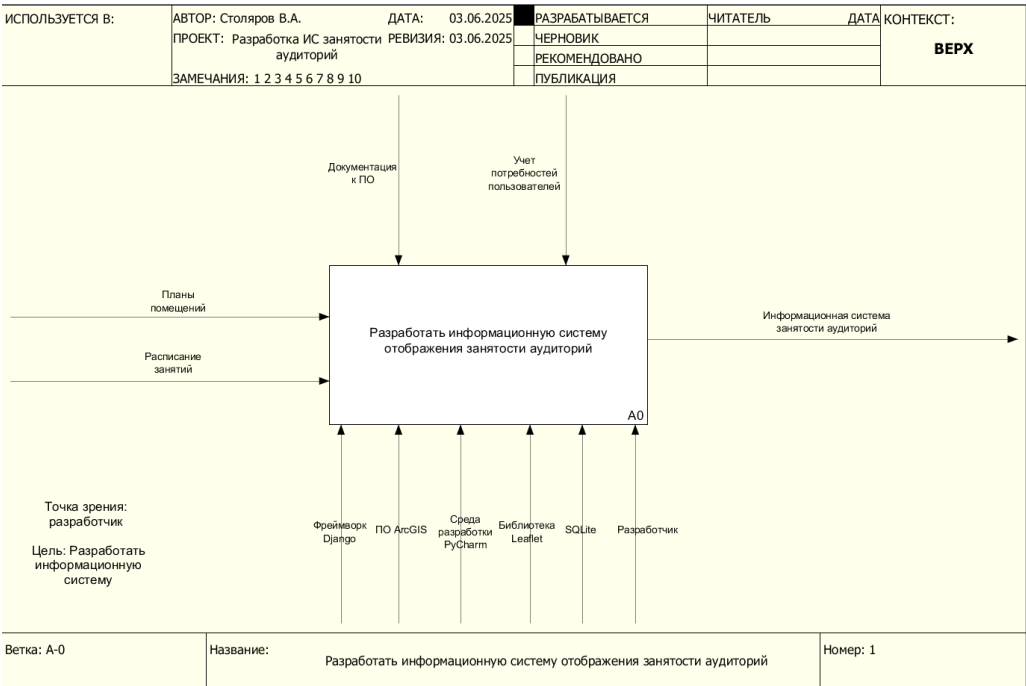 ИСПОЛЬЗУЕТСЯ В:
АВТОР: Столяров В.А.
ДАТА: 03.06.2025
РАЗРАБАТЫВАЕТСЯ
ЧИТАТЕЛЬ
ДАТА
КОНТЕКСТ:
ПРОЕКТ: Разработка ИС занятости
аудиторий
РЕВИЗИЯ: 03.06.2025
ЧЕРНОВИК
ВЕРХ
РЕКОМЕНДОВАНО
ЗАМЕЧАНИЯ: 1 2 3 4 5 6 7 8 9 10
ПУБЛИКАЦИЯ
Документация
к ПО
Учет
потребностей
пользователей
Планы
помещений
Расписание
занятий
Разработать информационную систему
отображения занятости аудиторий
A0
Информационная система
занятости аудиторий
Точка зрения:
разработчик
Цель: Разработать
информационную
систему
Фреймворк
Django
ПО ArcGIS
Среда
разработки
PyCharm
Библиотека
Leaflet
SQLite
Разработчик
Ветка: A-0
Название:
Разработать информационную систему отображения занятости аудиторий
Номер: 1